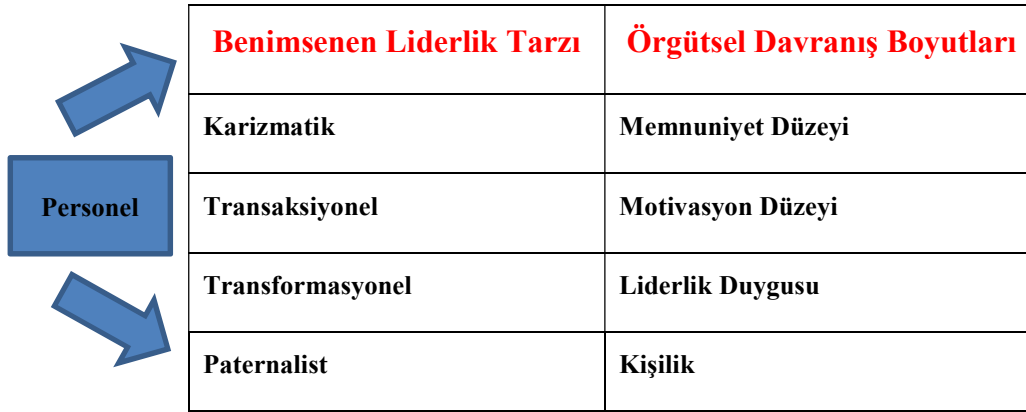 Benimsenen Liderlik Tarzı Örgütsel Davranış Boyutları
Karizmatik Memnuniyet Düzeyi
Personel Transaksiyonel Motivasyon Düzeyi
Transformasyonel Liderlik Duygusu
Paternalist Kişilik